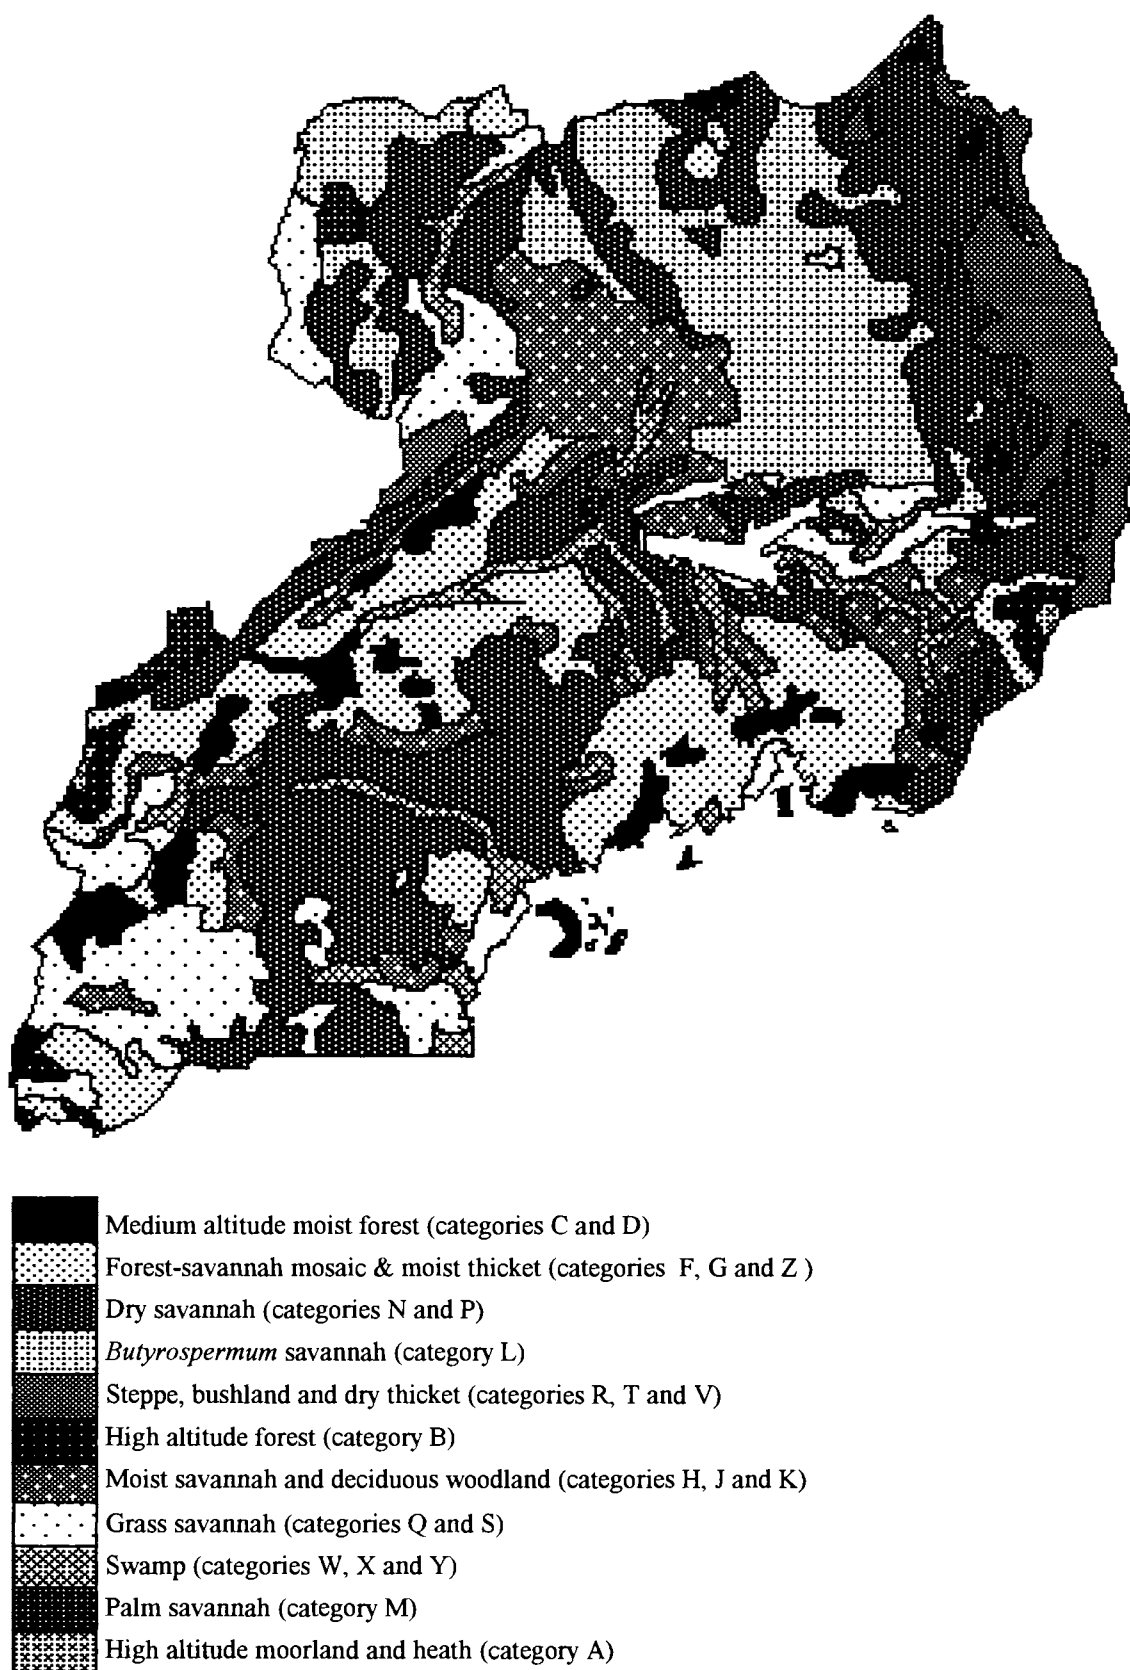 Medium altitude moist forest (categories C and D)
Forest-savannah mosaic & moist thicket (categories F, G and Z )
Dry savannah (categories N and P)
Butyrospermum savannah (category L)
Steppe, bushland and dry thicket (categories R, T and V)
High altitude forest (category B)
Moist savannah and deciduous woodland (categories H, J and K)
Grass savannah (categories Q and S)
Swamp (categories W, X and Y)
Palm savannah (category M)
High altitude moorland and heath (category A)